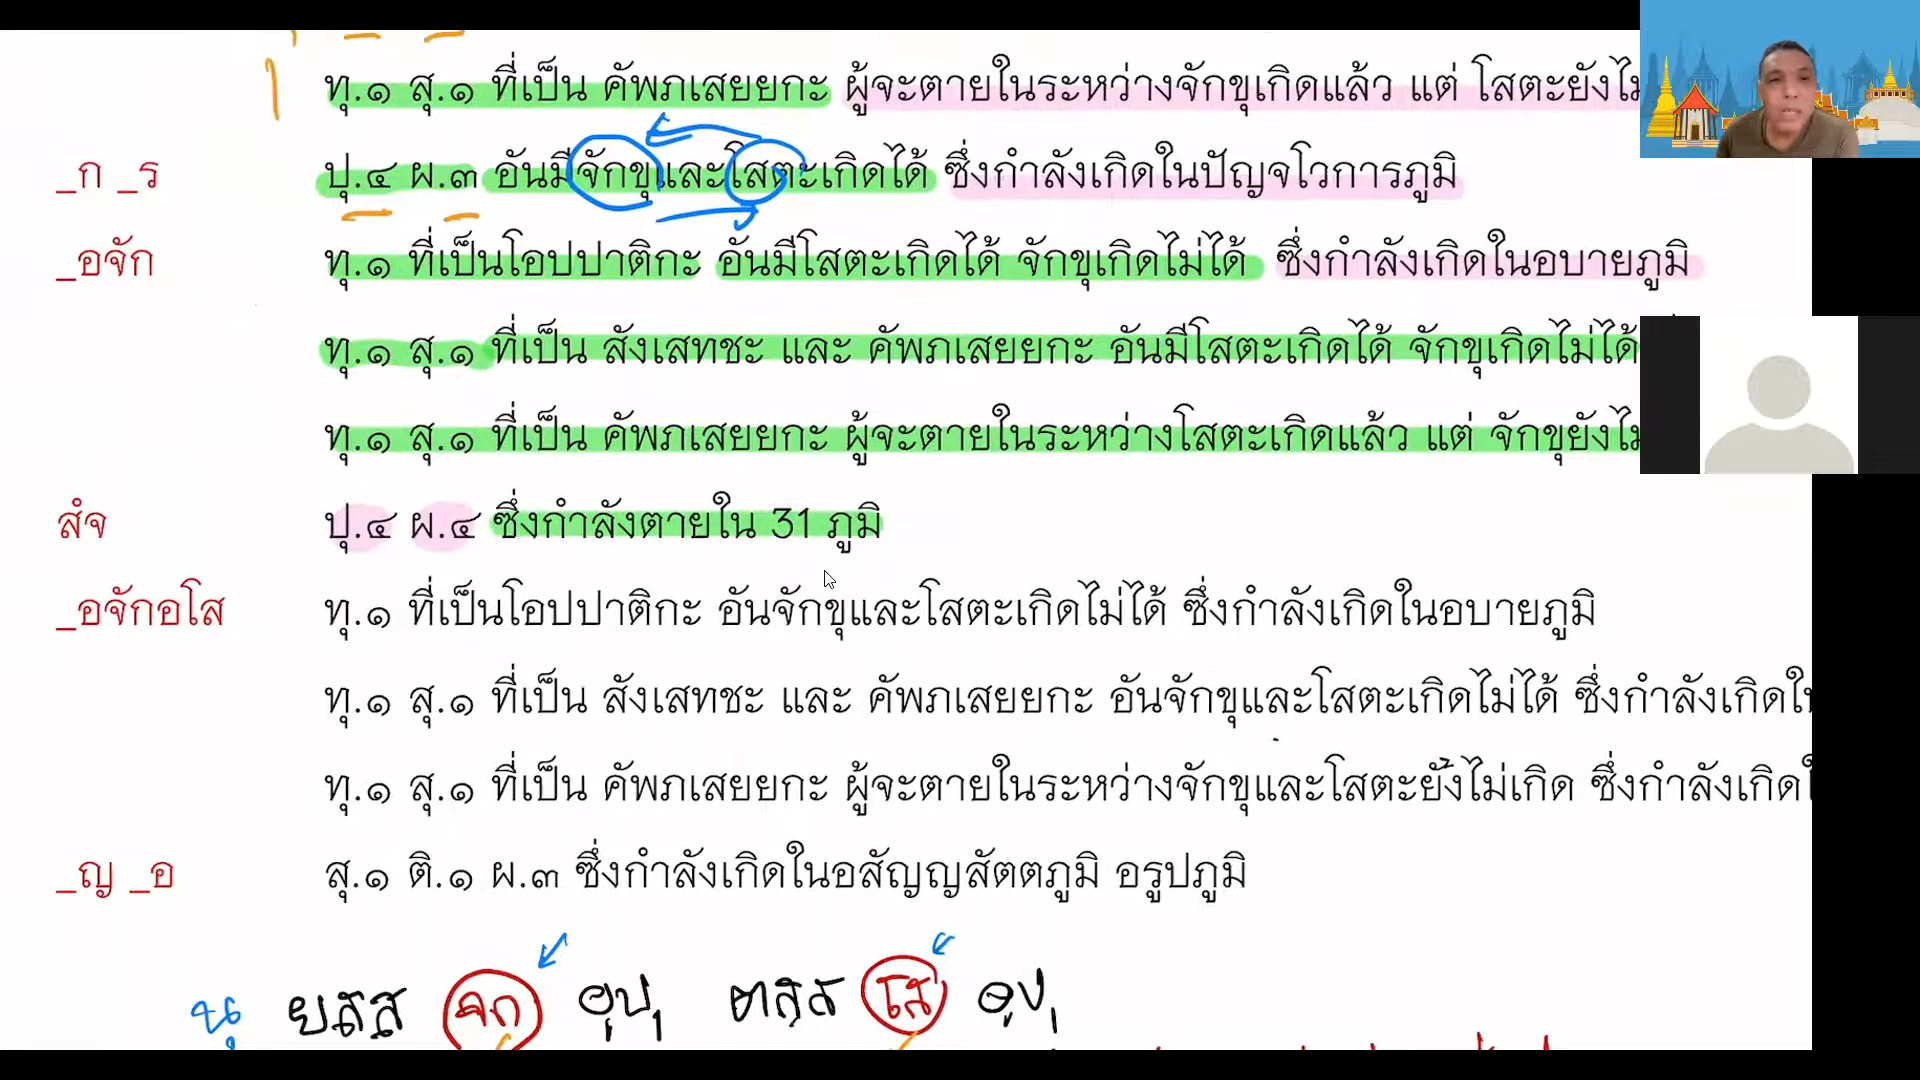 ทุ.๑ สุ.๑ ที่เป็น คัพภเสยยกะ ผู้จะตายในระหว่างจักขุเกิดแล้ว แต่ โสตะยังไม่
_ก _ร ปุ.๔ ผ.๓ อันมีจักขุและโสตะเกิดได้ ซึ่งกำลังเกิดในปัญจโวการภูมิ
_อจัก ทุ.๑ ที่เป็นโอปปาติกะ อันมีโสตะเกิดได้ จักขุเกิดไม่ได้ ซึ่งกำลังเกิดในอบายภูมิ
ทุ.๑ สุ.๑ ที่เป็น สังเสทชะ และ คัพภเสยยกะ อันมีโสตะเกิดได้ จักขุเกิดไม่ได้
ทุ.๑ สุ.๑ ที่เป็น คัพภเสยยกะ ผู้จะตายในระหว่างโสตะเกิดแล้ว แต่ จักขุยังไม่
สํจ ปุ.๔ ผ.๔ ซึ่งกำลังตายใน 31 ภูมิ
_อจักอโส ทุ.๑ ที่เป็นโอปปาติกะ อันจักขุและโสตะเกิดไม่ได้ ซึ่งกำลังเกิดในอบายภูมิ
ทุ.๑ สุ.๑ ที่เป็น สังเสทชะ และ คัพภเสยยกะ อันจักขุและโสตะเกิดไม่ได้ ซึ่งกำลังเกิดใน
ทุ.๑ สุ.๑ ที่เป็น คัพภเสยยกะ ผู้จะตายในระหว่างจักขุและโสตะยังไม่เกิด ซึ่งกำลังเกิดใ
_ญ _อ สุ.๑ ติ.๑ ผ.๓ ซึ่งกำลังเกิดในอสัญญสัตตภูมิ อรูปภูมิ
น ยสฺส จกฺ อุปฺ ตสฺส โส อุปฺ